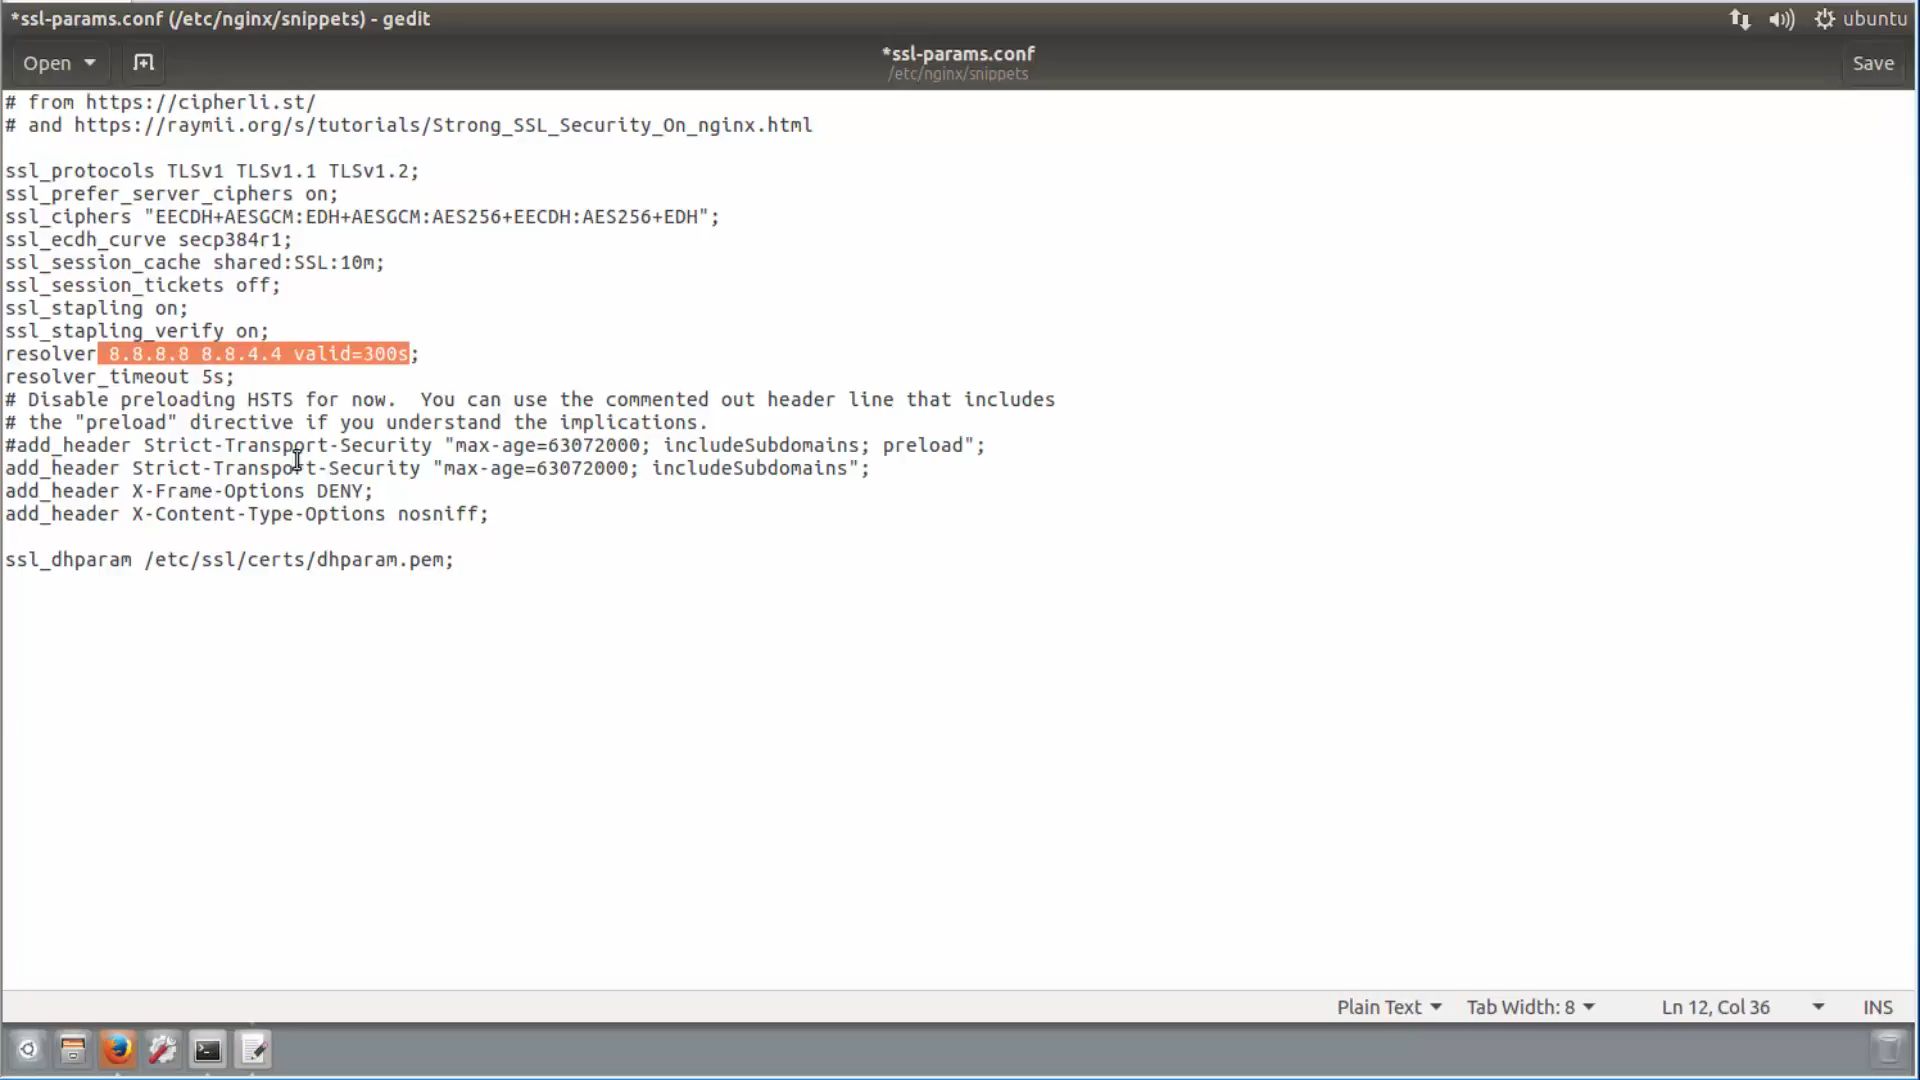 *ssl-params.conf (/etc/nginx/snippets) - gedit
ubuntu
Open
*ssl-params.conf
/etc/nginx/snippets
Save
# from https://cipherli.st/
# and https://raymii.org/s/tutorials/Strong_SSL_Security_On_nginx.html
ssl_protocols TLSv1 TLSv1.1 TLSv1.2;
ssl_prefer_server_ciphers on;
ssl_ciphers "EECDH+AESGCM:EDH+AESGCM:AES256+EECDH:AES256+EDH";
ssl_ecdh_curve secp384r1;
ssl_session_cache shared:SSL:10m;
ssl_session_tickets off;
ssl_stapling on;
ssl_stapling_verify on;
resolver 8.8.8.8 8.8.4.4 valid=300s;
resolver_timeout 5s;
# Disable preloading HSTS for now.  You can use the commented out header line that includes
# the "preload" directive if you understand the implications.
#add_header Strict-Transport-Security "max-age=63072000; includeSubdomains; preload";
add_header Strict-Transport-Security "max-age=63072000; includeSubdomains";
add_header X-Frame-Options DENY;
add_header X-Content-Type-Options nosniff;
ssl_dhparam /etc/ssl/certs/dhparam.pem;
Plain Text Tab Width: 8 Ln 12, Col 36 INS